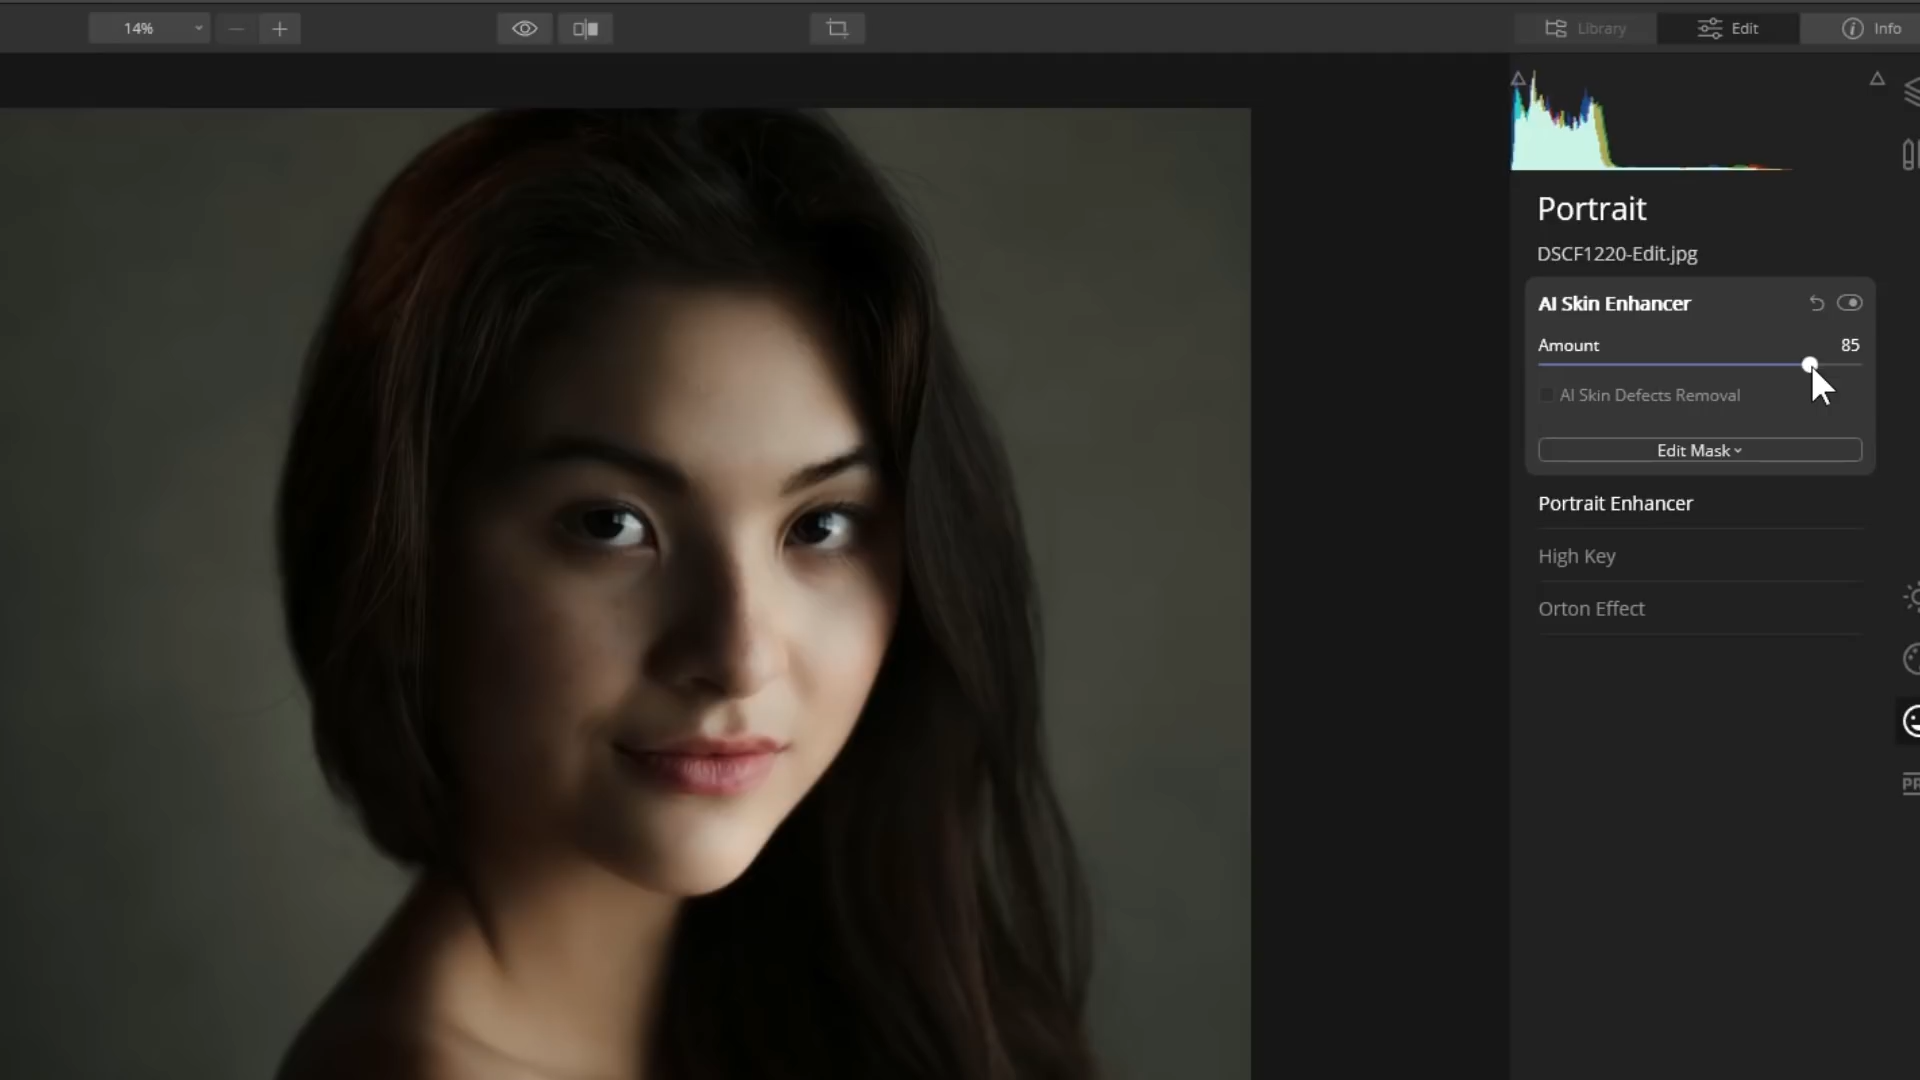 14%
Library
Edit
Info
Portrait
DSCF1220-Edit.jpg
AI Skin Enhancer
Amount
85
AI Skin Defects Removal
Edit Mask
Portrait Enhancer
High Key
Orton Effect